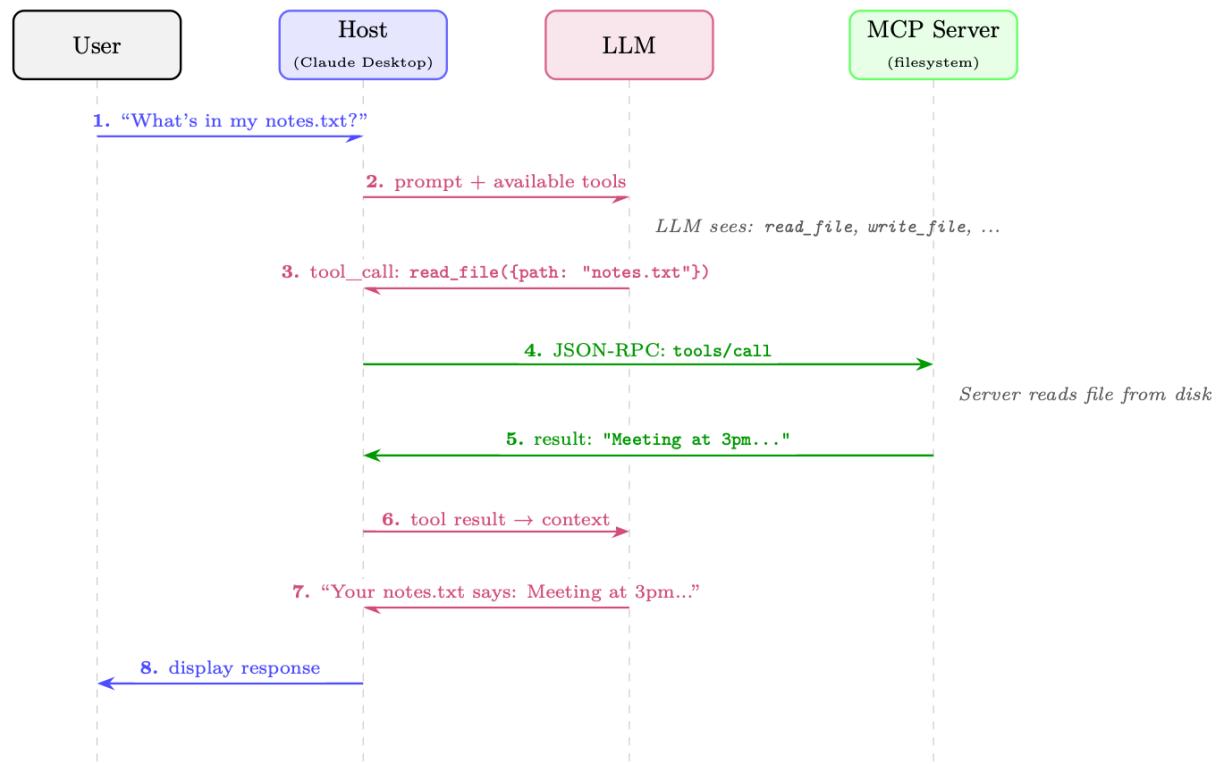 User
Host
(Claude Desktop)
LLM
MCP Server
(filesystem)
1. “What’s in my notes.txt?”
2. prompt + available tools
LLM sees: read_file, write_file, ...
3. tool_call: read_file({path: "notes.txt"})
4. JSON-RPC: tools/call
Server reads file from disk
5. result: "Meeting at 3pm..."
6. tool result → context
7. “Your notes.txt says: Meeting at 3pm...”
8. display response